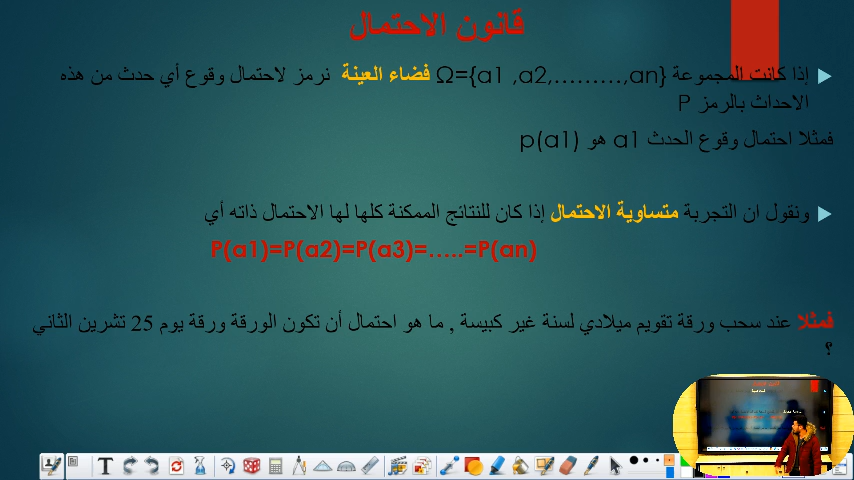 قانون الاحتمال
إذا كانت المجموعة Ω={a1 ,a2,………,an} فضاء العينة نرمز لاحتمال وقوع أي حدث من هذه
الاحداث بالرمز P
فمثلا احتمال وقوع الحدث a1 هو p(a1)
ونقول ان التجربة متساوية الاحتمال إذا كان للنتائج الممكنة كلها لها الاحتمال ذاته أي
P(a1)=P(a2)=P(a3)=…..=P(an)
فمثلا عند سحب ورقة تقويم ميلادي لسنة غير كبيسة , ما هو احتمال أن تكون الورقة ورقة يوم 25 تشرين الثاني
؟